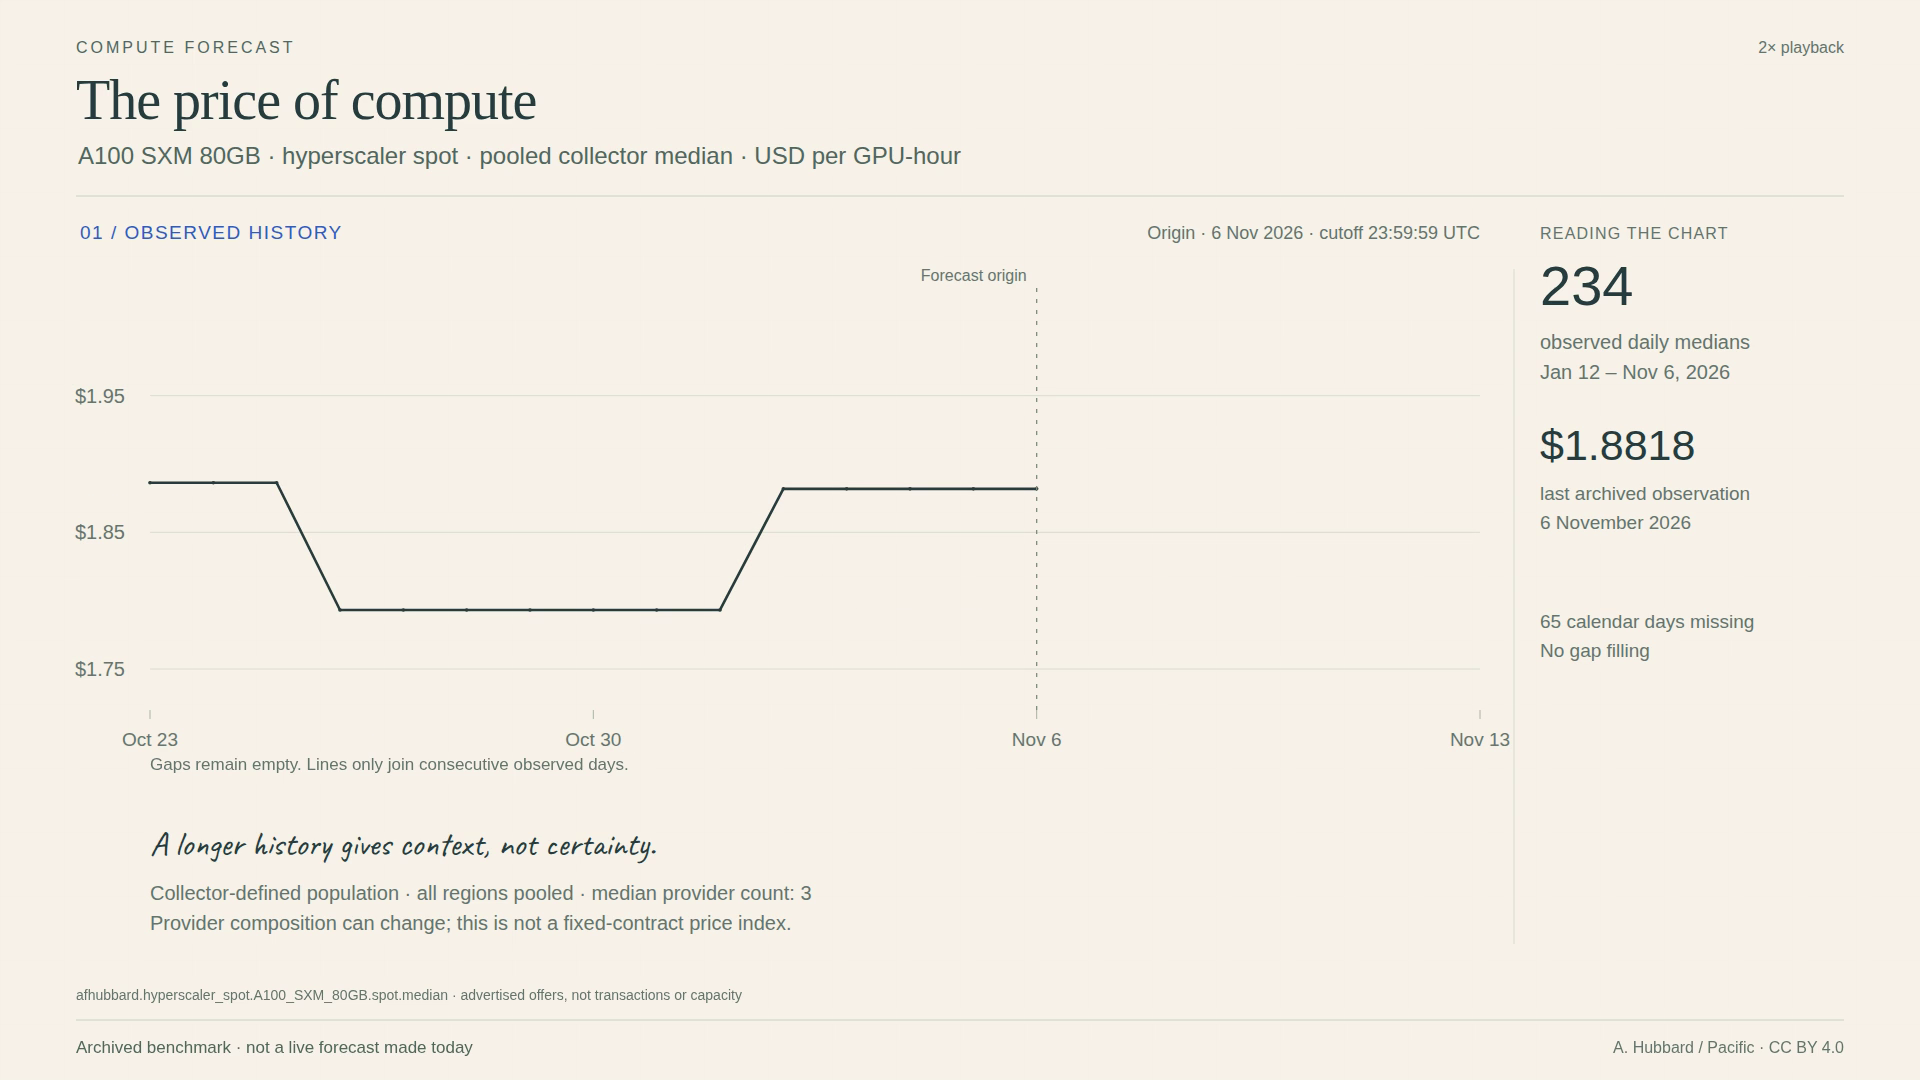 COMPUTE FORECAST
2× playback
The price of compute
A100 SXM 80GB · hyperscaler spot · pooled collector median · USD per GPU-hour
01 / OBSERVED HISTORY
Origin · 6 Nov 2026 · cutoff 23:59:59 UTC
Forecast origin
$1.95
$1.85
$1.75
Oct 23
Oct 30
Nov 6
Nov 13
Gaps remain empty. Lines only join consecutive observed days.
READING THE CHART
234
observed daily medians
Jan 12 – Nov 6, 2026
$1.8818
last archived observation
6 November 2026
65 calendar days missing
No gap filling
A longer history gives context, not certainty.
Collector-defined population · all regions pooled · median provider count: 3
Provider composition can change; this is not a fixed-contract price index.
afhubbard.hyperscaler_spot.A100_SXM_80GB.spot.median · advertised offers, not transactions or capacity
Archived benchmark · not a live forecast made today
A. Hubbard / Pacific · CC BY 4.0